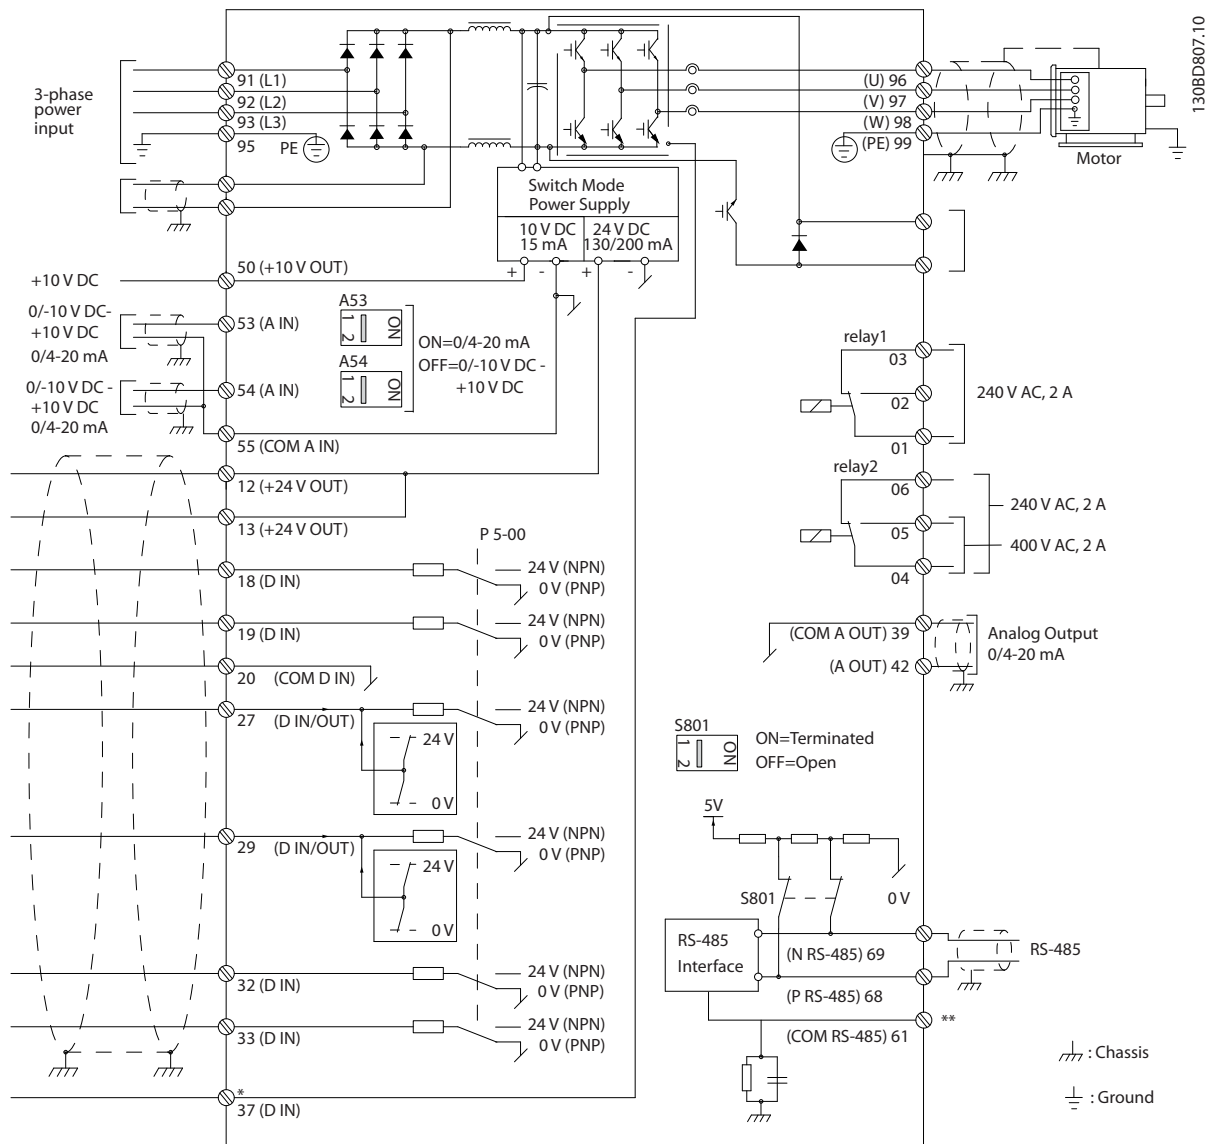 130BD807.10
3-phase
power
input
91 (L1)
92 (L2)
93 (L3)
95
PE
(U) 96
(V) 97
(W) 98
(PE) 99
Motor
Switch Mode
Power Supply
10 V DC
15 mA
24 V DC
130/200 mA
+ - + -
+10 V DC
50 (+10 V OUT)
0/-10 V DC-
+10 V DC
0/4-20 mA
53 (A IN)
A53
1 2
ON
ON=0/4-20 mA
OFF=0/-10 V DC -
+10 V DC
A54
1 2
ON
0/-10 V DC -
+10 V DC
0/4-20 mA
54 (A IN)
55 (COM A IN)
12 (+24 V OUT)
13 (+24 V OUT)
relay1
03
02
01
240 V AC, 2 A
relay2
06
05
04
240 V AC, 2 A
400 V AC, 2 A
P 5-00
18 (D IN)
24 V (NPN)
0 V (PNP)
19 (D IN)
24 V (NPN)
0 V (PNP)
20 (COM D IN)
27 (D IN/OUT)
24 V (NPN)
0 V (PNP)
24 V
0 V
29 (D IN/OUT)
24 V (NPN)
0 V (PNP)
24 V
0 V
32 (D IN)
24 V (NPN)
0 V (PNP)
33 (D IN)
24 V (NPN)
0 V (PNP)
*
37 (D IN)
(COM A OUT) 39
(A OUT) 42
Analog Output
0/4-20 mA
S801
1 2
ON
ON=Terminated
OFF=Open
5V
S801
0 V
RS-485
Interface
(N RS-485) 69
(P RS-485) 68
(COM RS-485) 61
RS-485
**
: Chassis
: Ground